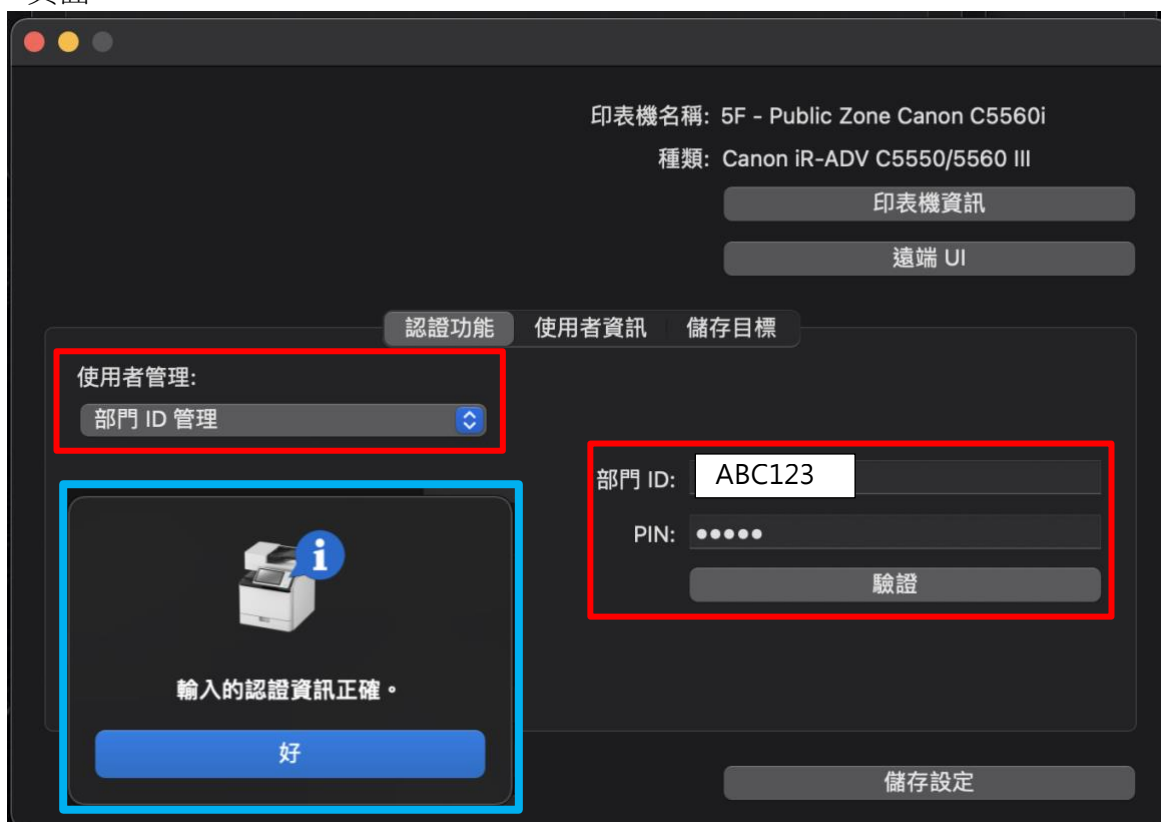 頁面
印表機名稱: 5F - Public Zone Canon C5560i
種類: Canon iR-ADV C5550/5560 III
印表機資訊
遠端 UI
認證功能 使用者資訊 儲存目標
使用者管理:
部門 ID 管理
部門 ID: ABC123
PIN: •••••
驗證
輸入的認證資訊正確。
好
儲存設定